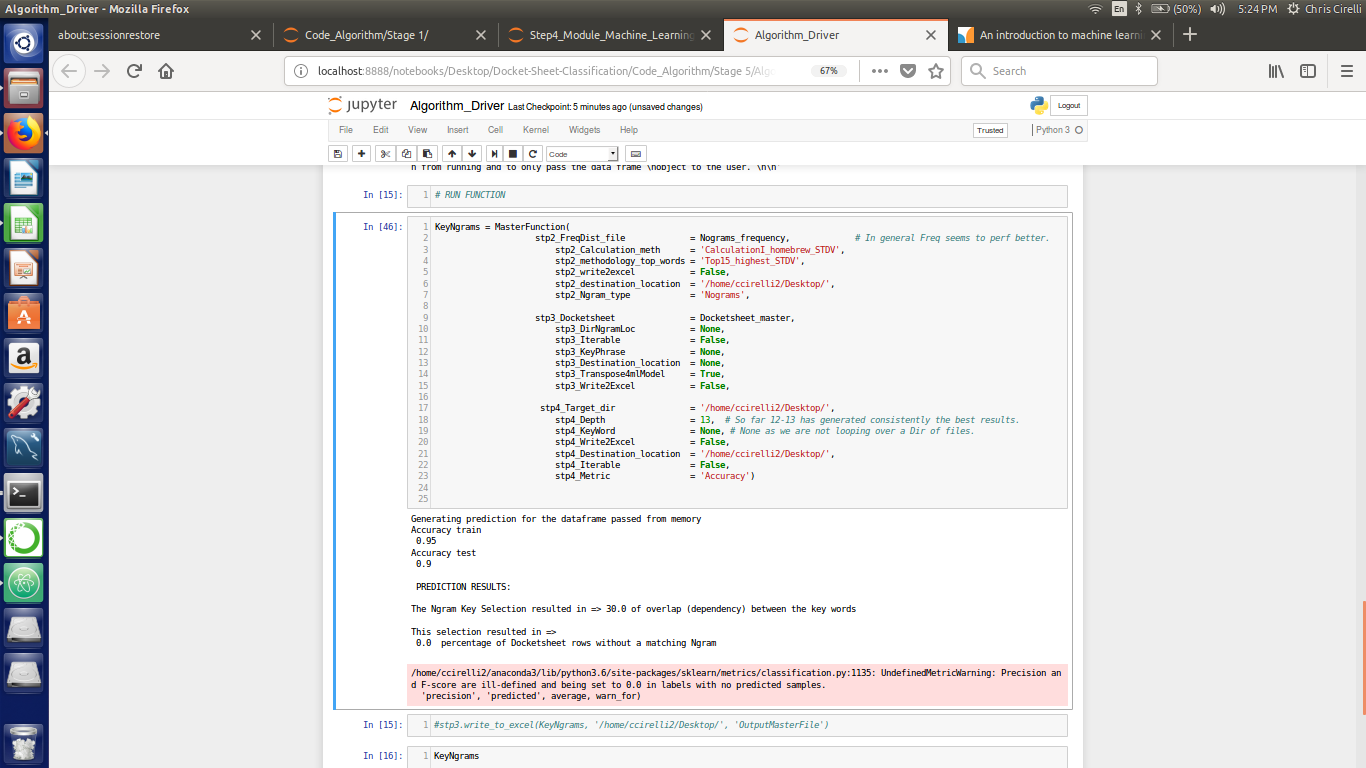 Algorithm_Driver - Mozilla Firefox
En
(50%)
5:24 PM
Chris Cirelli
about:sessionrestore
Code_Algorithm/Stage 1/
Step4_Module_Machine_Learning
Algorithm_Driver
An introduction to machine learni
localhost:8888/notebooks/Desktop/Docket-Sheet-Classification/Code_Algorithm/Stage 5/Algo
67%
Search
jupyter
Algorithm_Driver Last Checkpoint: 5 minutes ago (unsaved changes)
Logout
File Edit View Insert Cell Kernel Widgets Help
Trusted
Python 3
Code
n from running and to only pass the data frame \nobject to the user. \n\n'
In [15]:
1 # RUN FUNCTION
In [46]:
1 KeyNgrams = MasterFunction(
2 stp2_FreqDist_file = Nograms_frequency, # In general Freq seems to perf better.
3 stp2_Calculation_meth = 'CalculationI_homebrew_STDV',
4 stp2_methodology_top_words = 'Top15_highest_STDV',
5 stp2_write2excel = False,
6 stp2_destination_location = '/home/ccirelli2/Desktop/',
7 stp2_Ngram_type = 'Nograms',
8
9 stp3_Docketsheet = Docketsheet_master,
10 stp3_DirNgramLoc = None,
11 stp3_Iterable = False,
12 stp3_KeyPhrase = None,
13 stp3_Destination_location = None,
14 stp3_Transpose4mlModel = True,
15 stp3_Write2Excel = False,
16
17 stp4_Target_dir = '/home/ccirelli2/Desktop/',
18 stp4_Depth = 13, # So far 12-13 has generated consistently the best results.
19 stp4_KeyWord = None, # None as we are not looping over a Dir of files.
20 stp4_Write2Excel = False,
21 stp4_Destination_location = '/home/ccirelli2/Desktop/',
22 stp4_Iterable = False,
23 stp4_Metric = 'Accuracy')
24
25
Generating prediction for the dataframe passed from memory
Accuracy train
0.95
Accuracy test
0.9
PREDICTION RESULTS:
The Ngram Key Selection resulted in => 30.0 of overlap (dependency) between the key words
This selection resulted in =>
0.0 percentage of Docketsheet rows without a matching Ngram
/home/ccirelli2/anaconda3/lib/python3.6/site-packages/sklearn/metrics/classification.py:1135: UndefinedMetricWarning: Precision an
d F-score are ill-defined and being set to 0.0 in labels with no predicted samples.
'precision', 'predicted', average, warn_for)
In [15]:
1 #stp3.write_to_excel(KeyNgrams, '/home/ccirelli2/Desktop/', 'OutputMasterFile')
In [16]:
1 KeyNgrams